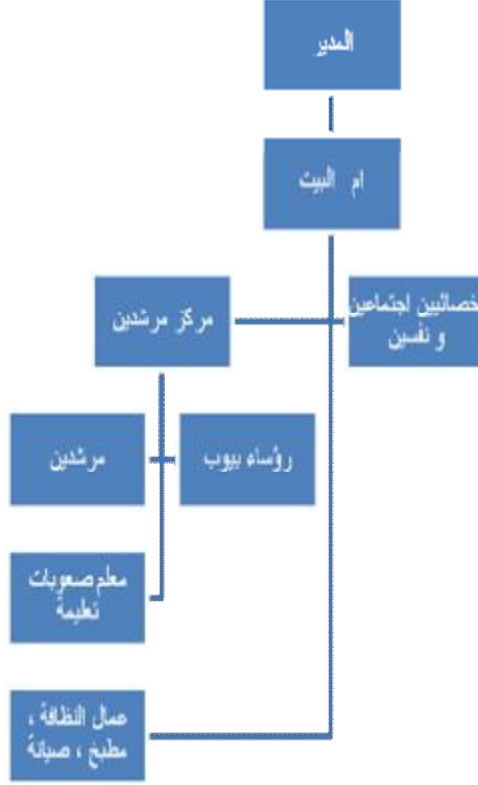 المدير
ام البيت
خصائيين اجتماعين
و نفسين
مركز مرشدين
رؤساء بيوب
مرشدين
معلم صعوبات
تعليمة
عمال النظافة ،
مطبخ ، صيانة